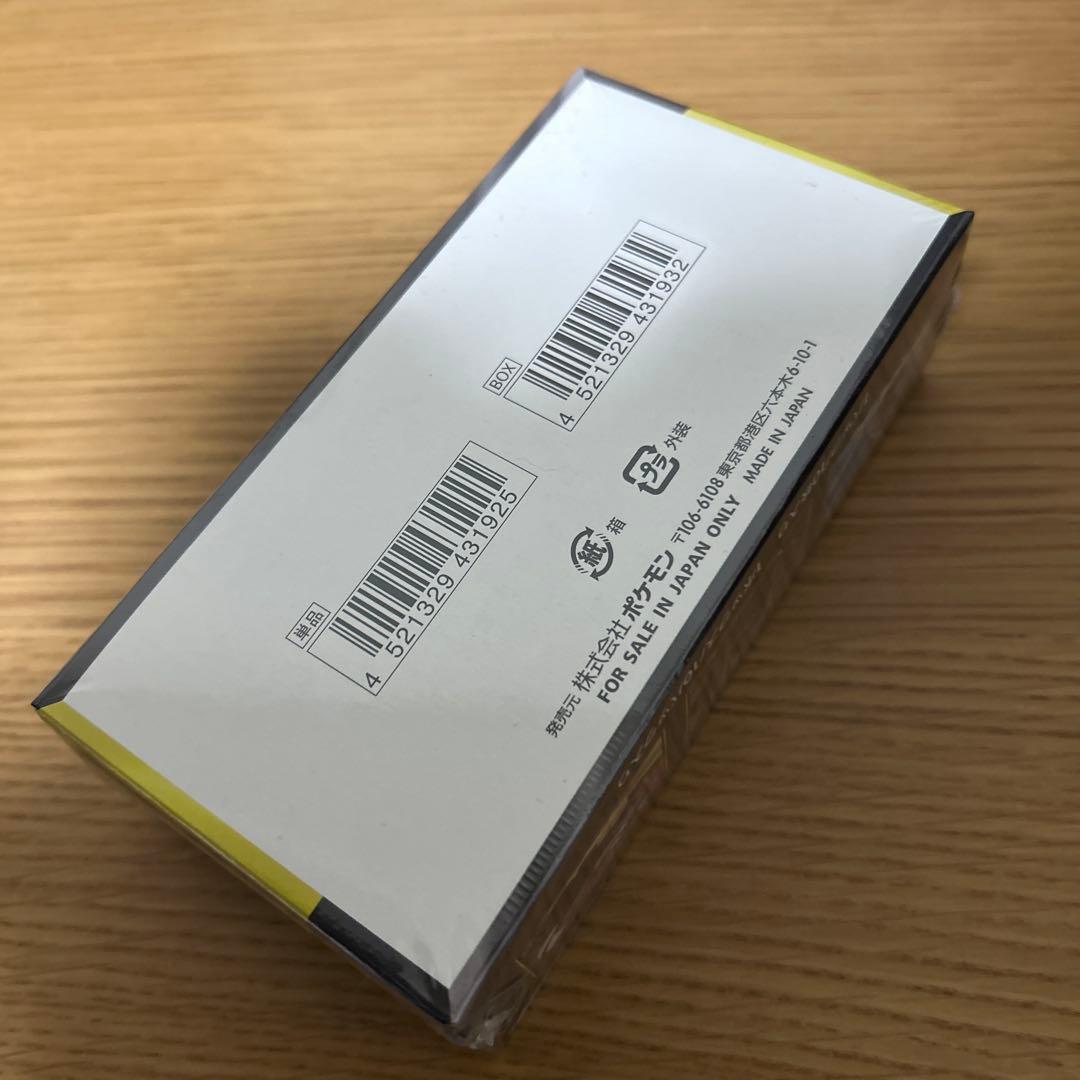 BOX
4 521329 431932
単品
4 521329 431925
プラ 外装
紙 箱
発売元 株式会社 ポケモン 〒106-6108 東京都港区六本木6-10-1
FOR SALE IN JAPAN ONLY MADE IN JAPAN